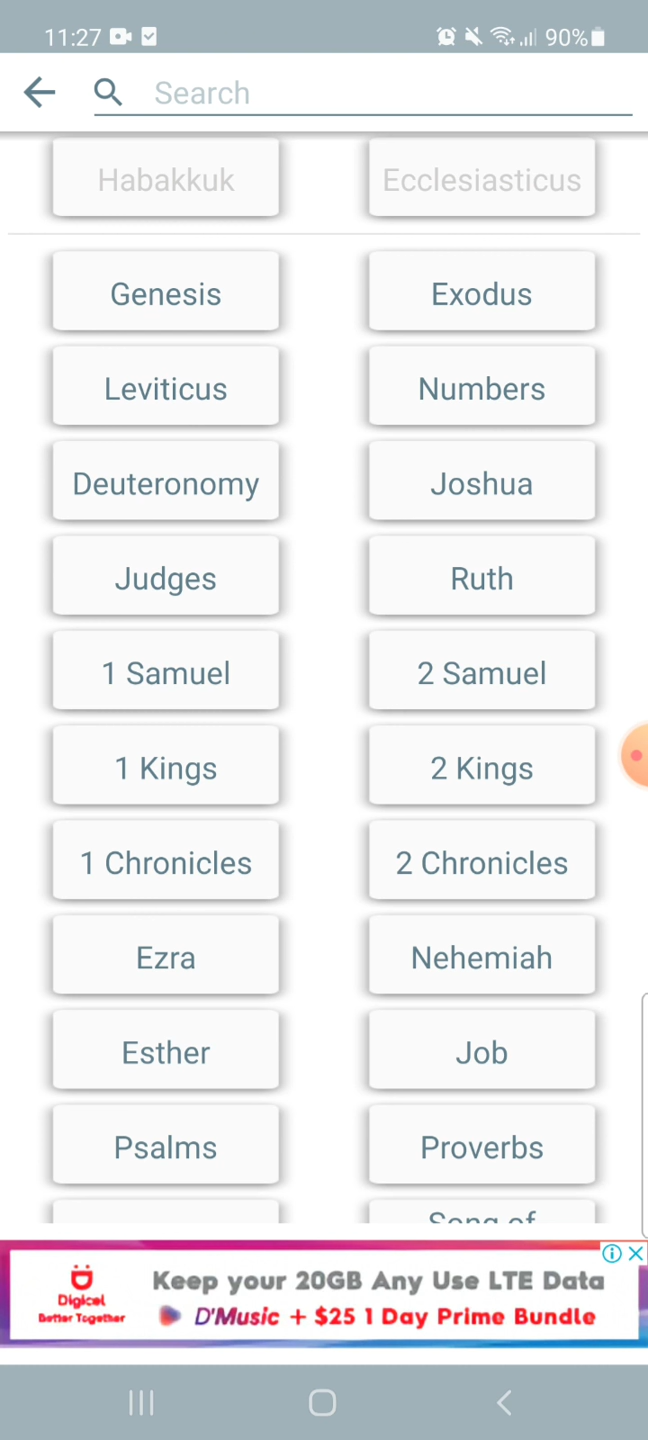 11:27 90%
Search
Habakkuk Ecclesiasticus
Genesis Exodus
Leviticus Numbers
Deuteronomy Joshua
Judges Ruth
1 Samuel 2 Samuel
1 Kings 2 Kings
1 Chronicles 2 Chronicles
Ezra Nehemiah
Esther Job
Psalms Proverbs
Song of
Digicel
Better Together
Keep your 20GB Any Use LTE Data
D'Music + $25 1 Day Prime Bundle